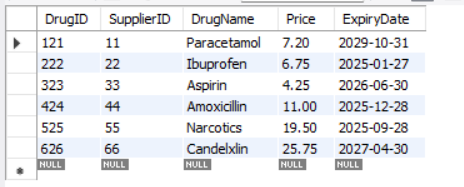 DrugID SupplierID DrugName Price ExpiryDate
121 11 Paracetamol 7.20 2029-10-31
222 22 Ibuprofen 6.75 2025-01-27
323 33 Aspirin 4.25 2026-06-30
424 44 Amoxicillin 11.00 2025-12-28
525 55 Narcotics 19.50 2025-09-28
626 66 Candelxlin 25.75 2027-04-30
NULL NULL NULL NULL NULL